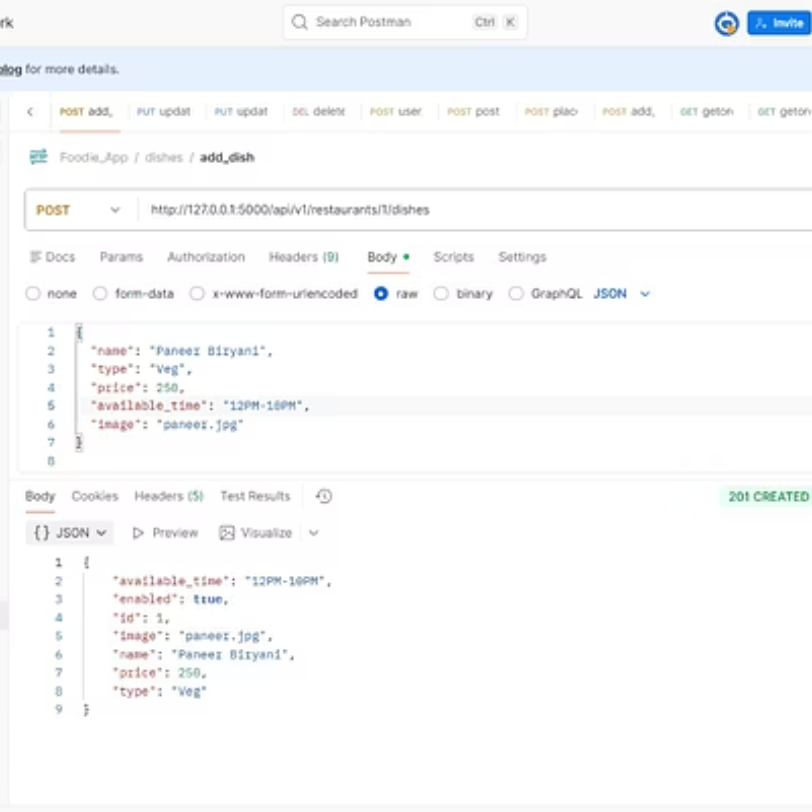 rk
Search Postman Ctrl K
Invite
blog for more details.
POST add, PUT updat PUT updat DEL delete POST user POST post POST plac POST add, GET geton GET geton
Foodie_App / dishes / add_dish
POST http://127.0.0.1:5000/api/v1/restaurants/1/dishes
Docs Params Authorization Headers (9) Body Scripts Settings
none form-data x-www-form-urlencoded raw binary GraphQL JSON
1 {
2 "name": "Paneer Biryani",
3 "type": "Veg",
4 "price": 250,
5 "available_time": "12PM-10PM",
6 "image": "paneer.jpg"
7 }
8
Body Cookies Headers (5) Test Results 201 CREATED
{} JSON Preview Visualize
1 {
2 "available_time": "12PM-10PM",
3 "enabled": true,
4 "id": 1,
5 "image": "paneer.jpg",
6 "name": "Paneer Biryani",
7 "price": 250,
8 "type": "Veg"
9 }